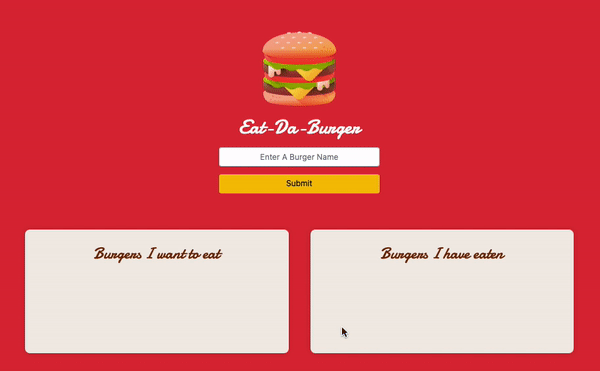 Eat-Da-Burger
Enter A Burger Name
Submit
Burgers I want to eat
Burgers I have eaten